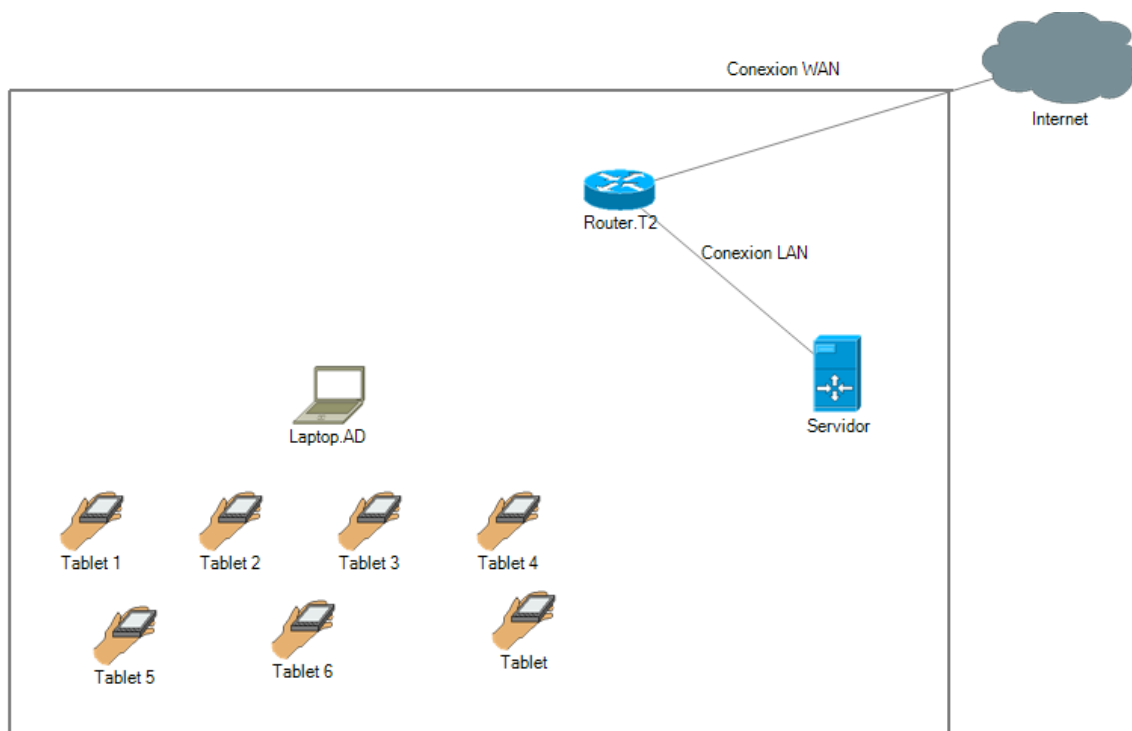 Conexion WAN
Internet
Router.T2
Conexion LAN
Servidor
Laptop.AD
Tablet 1
Tablet 2
Tablet 3
Tablet 4
Tablet 5
Tablet 6
Tablet